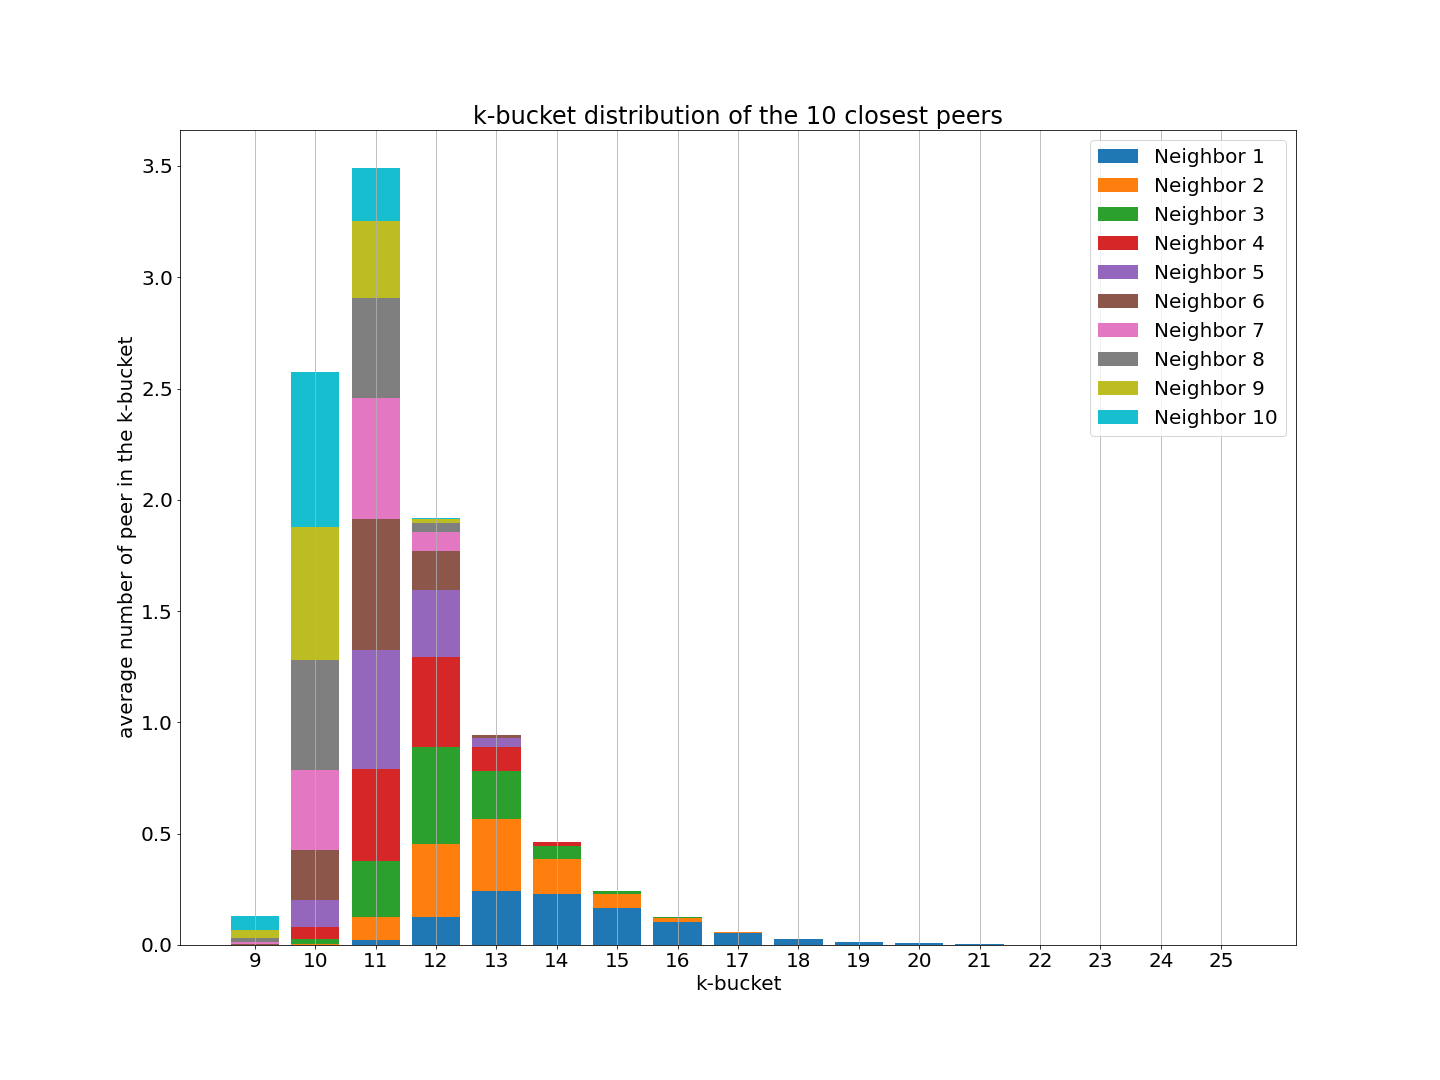 k-bucket distribution of the 10 closest peers
3.5
3.0
2.5
2.0
1.5
1.0
0.5
0.0
average number of peer in the k-bucket
Neighbor 1
Neighbor 2
Neighbor 3
Neighbor 4
Neighbor 5
Neighbor 6
Neighbor 7
Neighbor 8
Neighbor 9
Neighbor 10
9 10 11 12 13 14 15 16 17 18 19 20 21 22 23 24 25
k-bucket